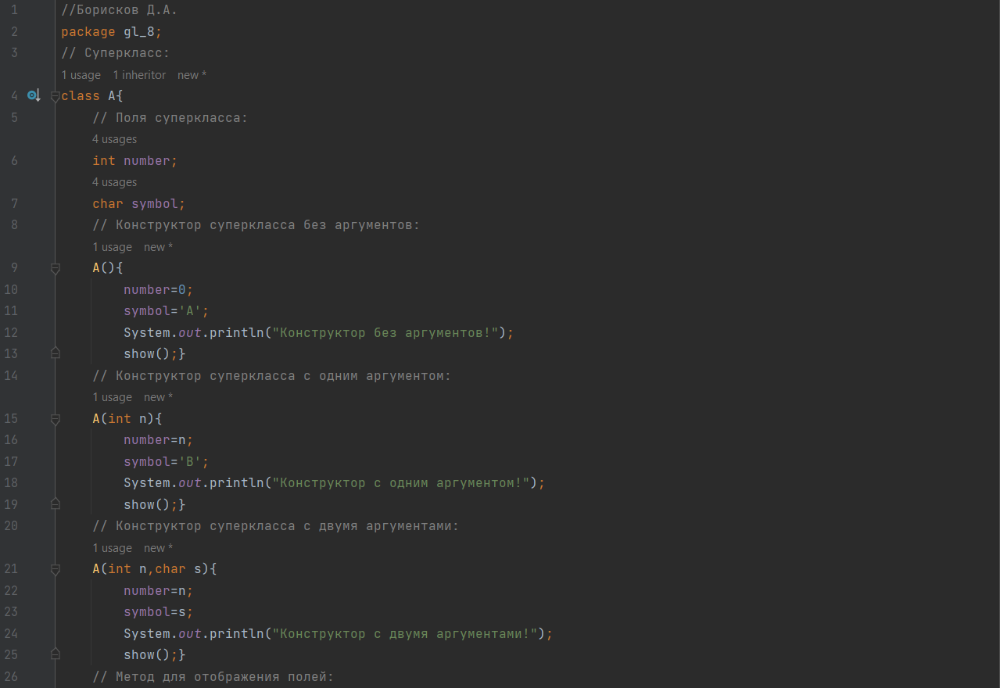 1 //Борисков Д.А.
2 package gl_8;
3 // Суперкласс:
1 usage 1 inheritor new *
4 class A{
5 // Поля суперкласса:
4 usages
6 int number;
4 usages
7 char symbol;
8 // Конструктор суперкласса без аргументов:
1 usage new *
9 A(){
10 number=0;
11 symbol='A';
12 System.out.println("Конструктор без аргументов!");
13 show();}
14 // Конструктор суперкласса с одним аргументом:
1 usage new *
15 A(int n){
16 number=n;
17 symbol='B';
18 System.out.println("Конструктор с одним аргументом!");
19 show();}
20 // Конструктор суперкласса с двумя аргументами:
1 usage new *
21 A(int n,char s){
22 number=n;
23 symbol=s;
24 System.out.println("Конструктор с двумя аргументами!");
25 show();}
26 // Метод для отображения полей: